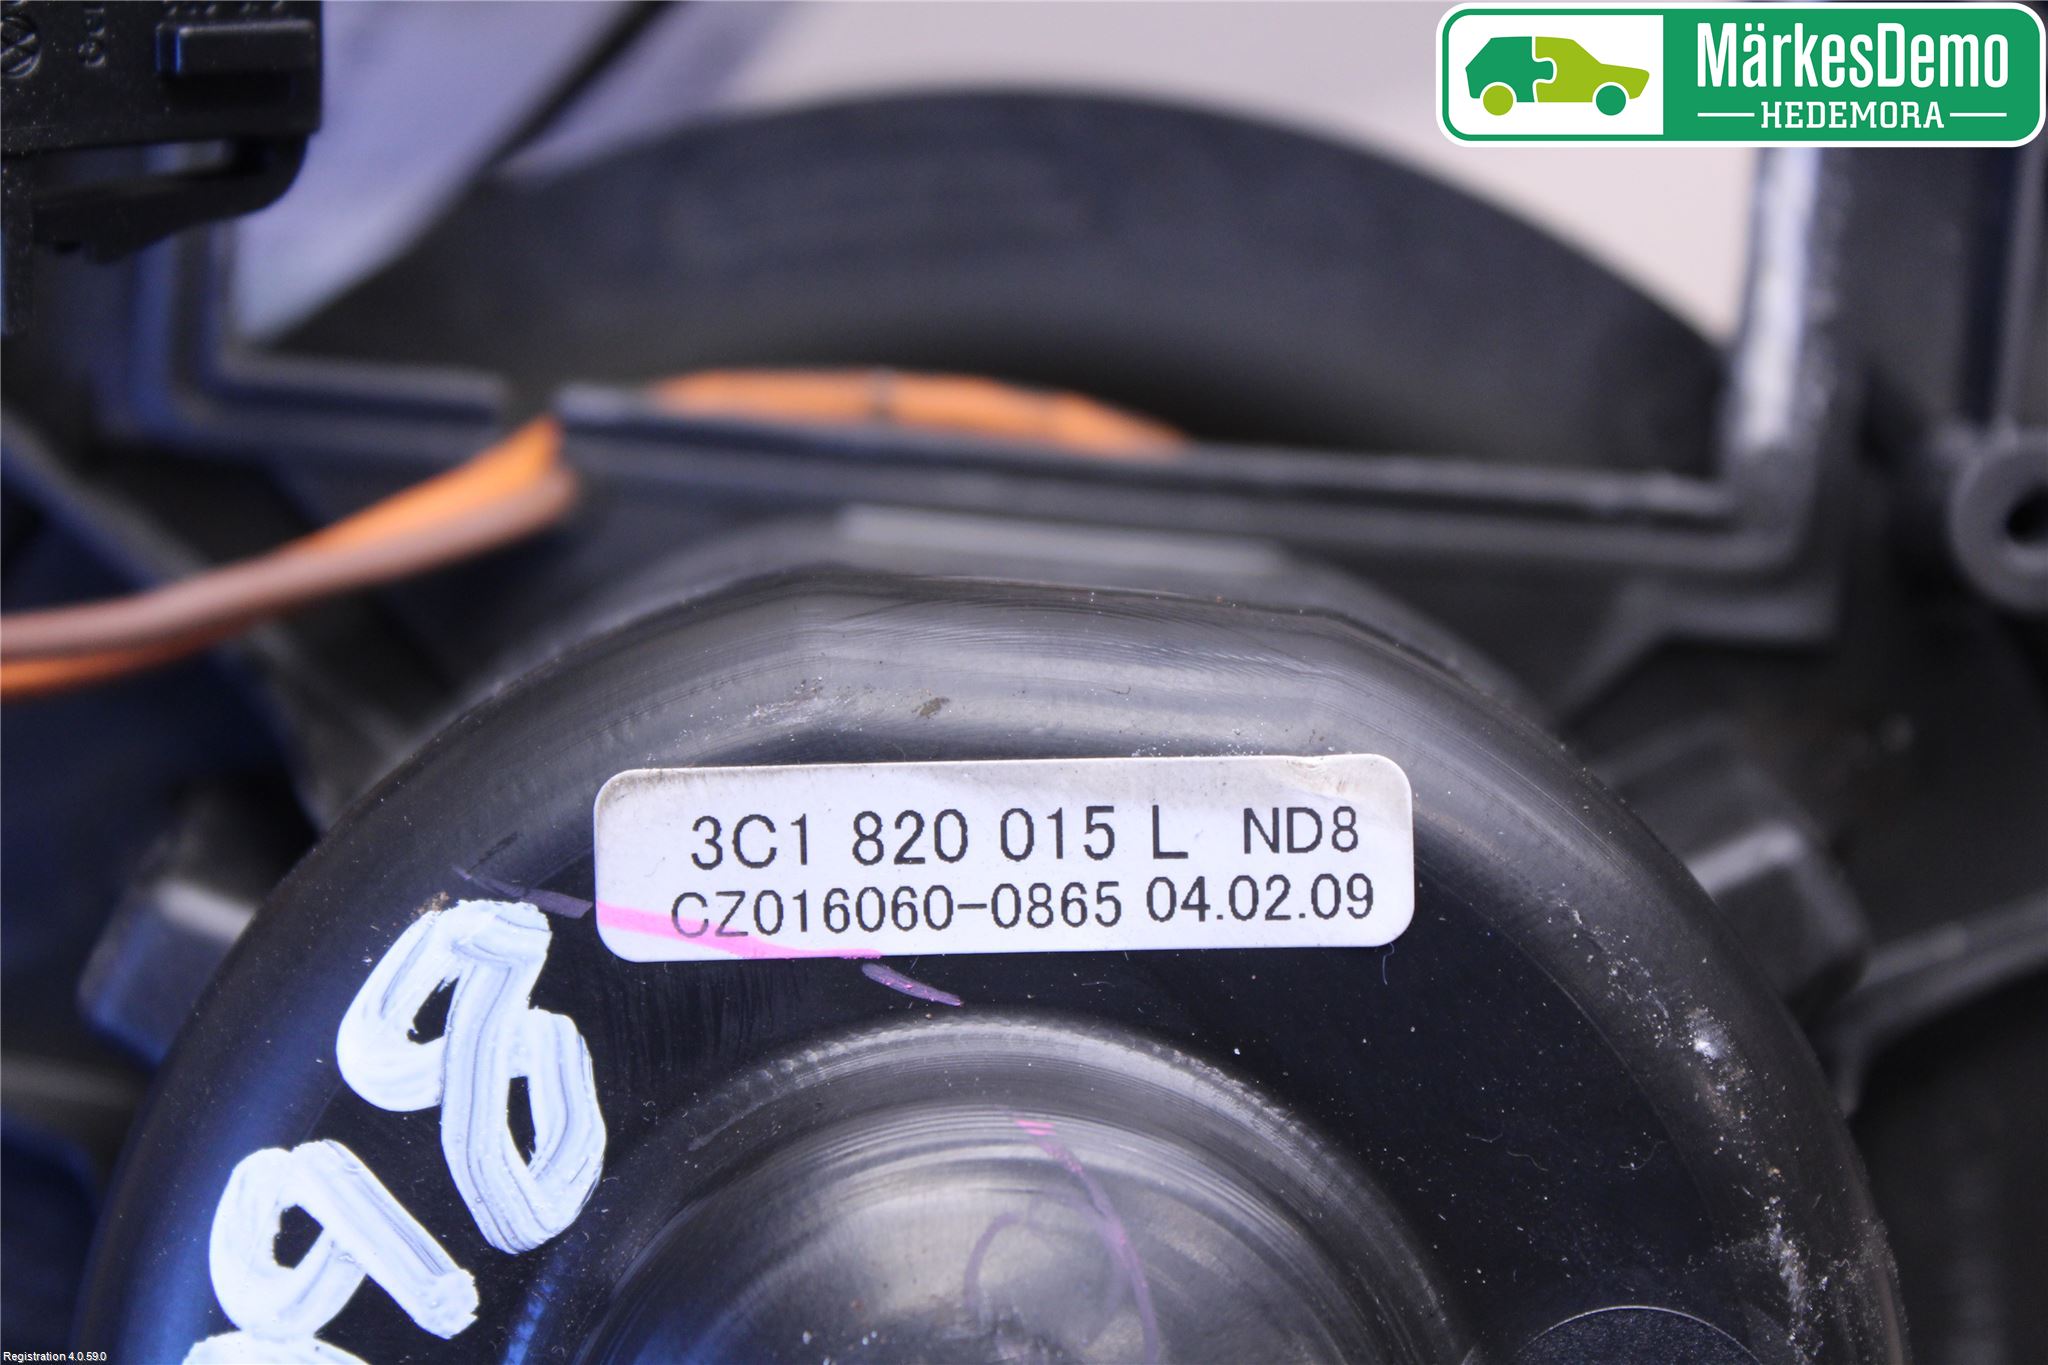 MärkesDemo
HEDEMORA
3C1 820 015 L ND8
CZ016060-0865 04.02.09
Registration 4.0.59.0